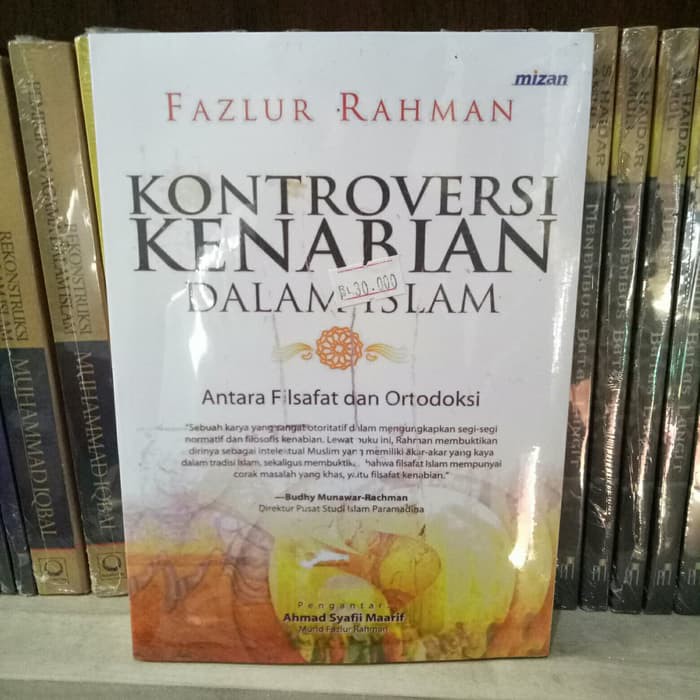 mizan
FAZLUR RAHMAN
KONTROVERSI
KENABIAN
DALAM ISLAM
Rp.30.000
Antara Filsafat dan Ortodoksi
"Sebuah karya yang sangat otoritatif dalam mengungkapkan segi-segi
normatif dan filosofis kenabian. Lewat buku ini, Rahman membuktikan
dirinya sebagai intelektual Muslim yang memiliki akar-akar yang kaya
dalam tradisi Islam, sekaligus membuktikan bahwa filsafat Islam mempunyai
corak masalah yang khas, yaitu filsafat kenabian."
—Budhy Munawar-Rachman
Direktur Pusat Studi Islam Paramadina
Pengantar:
Ahmad Syafii Maarif
Murid Fazlur Rahman
REKONSTRUKSI
MUHAMMAD IQBAL
REKONSTRUKSI
MUHAMMAD IQBAL
S. HAIDAR
MENEMBUS
S. HAIDAR
MENEMBUS